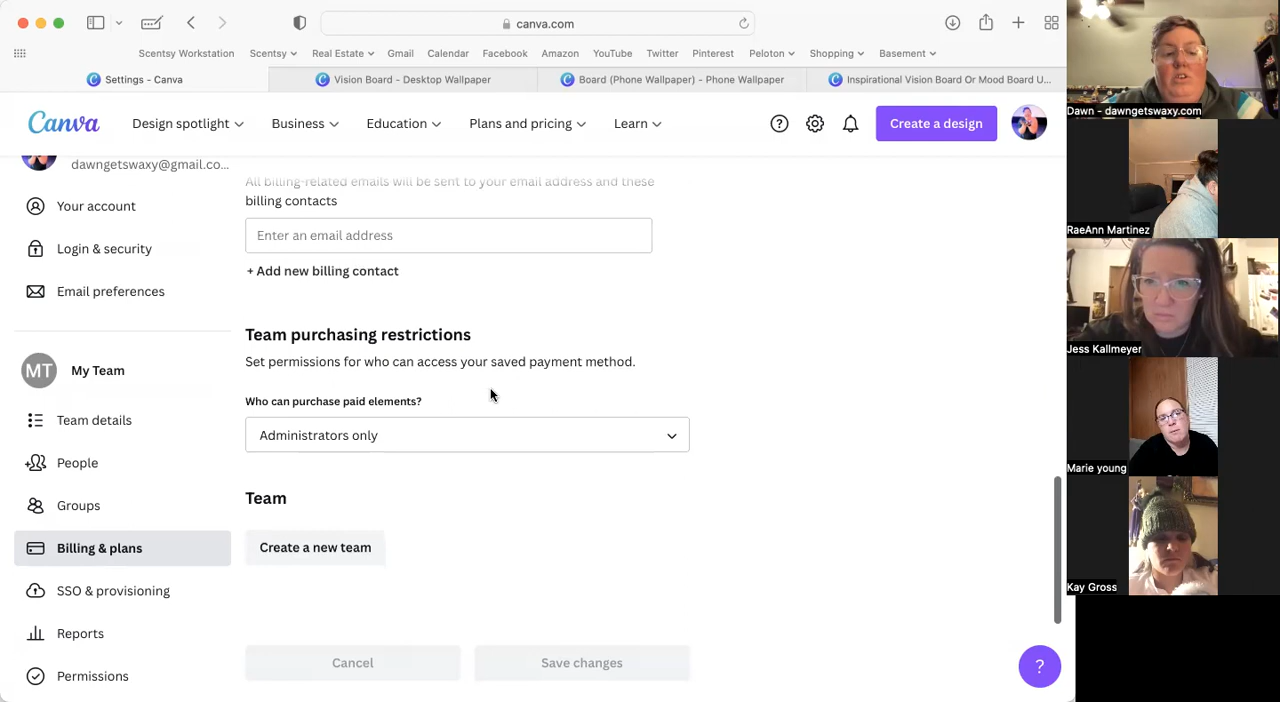 canva.com
Scentsy Workstation Scentsy Real Estate Gmail Calendar Facebook Amazon YouTube Twitter Pinterest Peloton Shopping Basement
Settings - Canva Vision Board - Desktop Wallpaper Board (Phone Wallpaper) - Phone Wallpaper Inspirational Vision Board Or Mood Board U...
Canva Design spotlight Business Plans and pricing Learn Create a design
dawngetswaxy@gmail.co...
Your account
Login & security
Email preferences
MT My Team
Team details
People
Groups
Billing & plans
SSO & provisioning
Reports
Permissions
All billing-related emails will be sent to your email address and these
billing contacts
Enter an email address
+ Add new billing contact
Team purchasing restrictions
Set permissions for who can access your saved payment method.
Who can purchase paid elements?
Administrators only
Team
Create a new team
Cancel Save changes
?
Dawn - dawngetswaxy.com
RaeAnn Martinez
Jess Kallmeyer
Marie young
Kay Gross